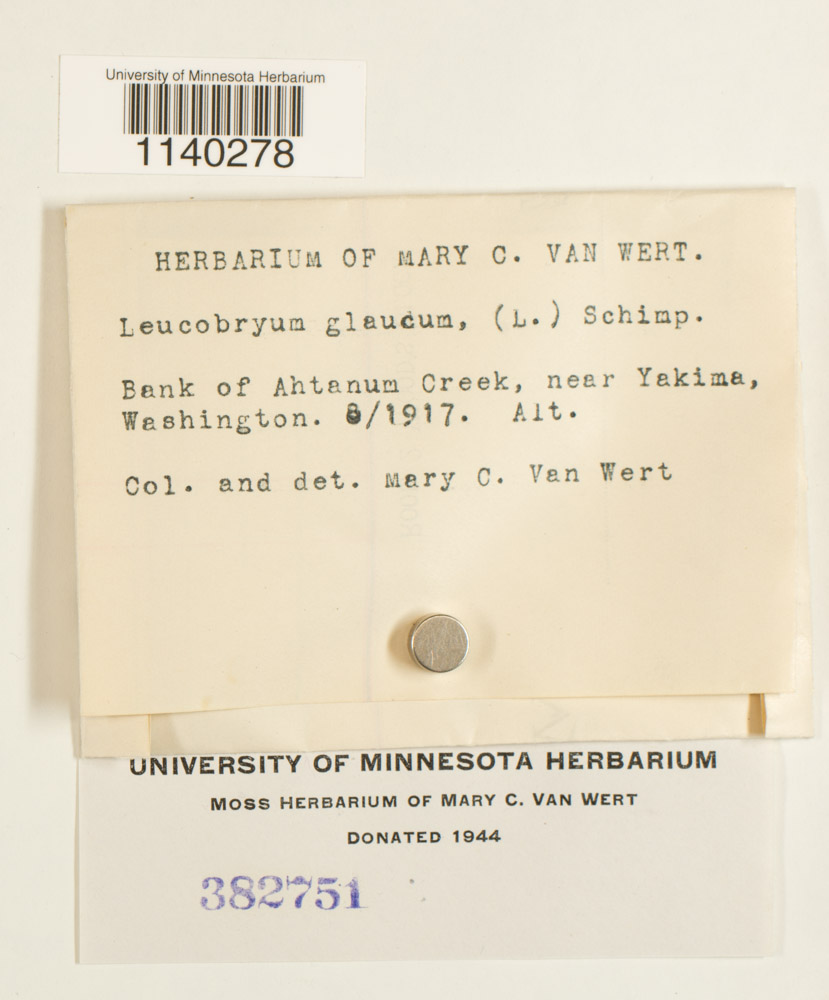 University of Minnesota Herbarium
1140278
HERBARIUM OF MARY C. VAN WERT.
Leucobryum glaucum, (L.) Schimp.
Bank of Ahtanum Creek, near Yakima,
Washington. 8/1917. Alt.
Col. and det. Mary C. Van Wert
UNIVERSITY OF MINNESOTA HERBARIUM
MOSS HERBARIUM OF MARY C. VAN WERT
DONATED 1944
382751